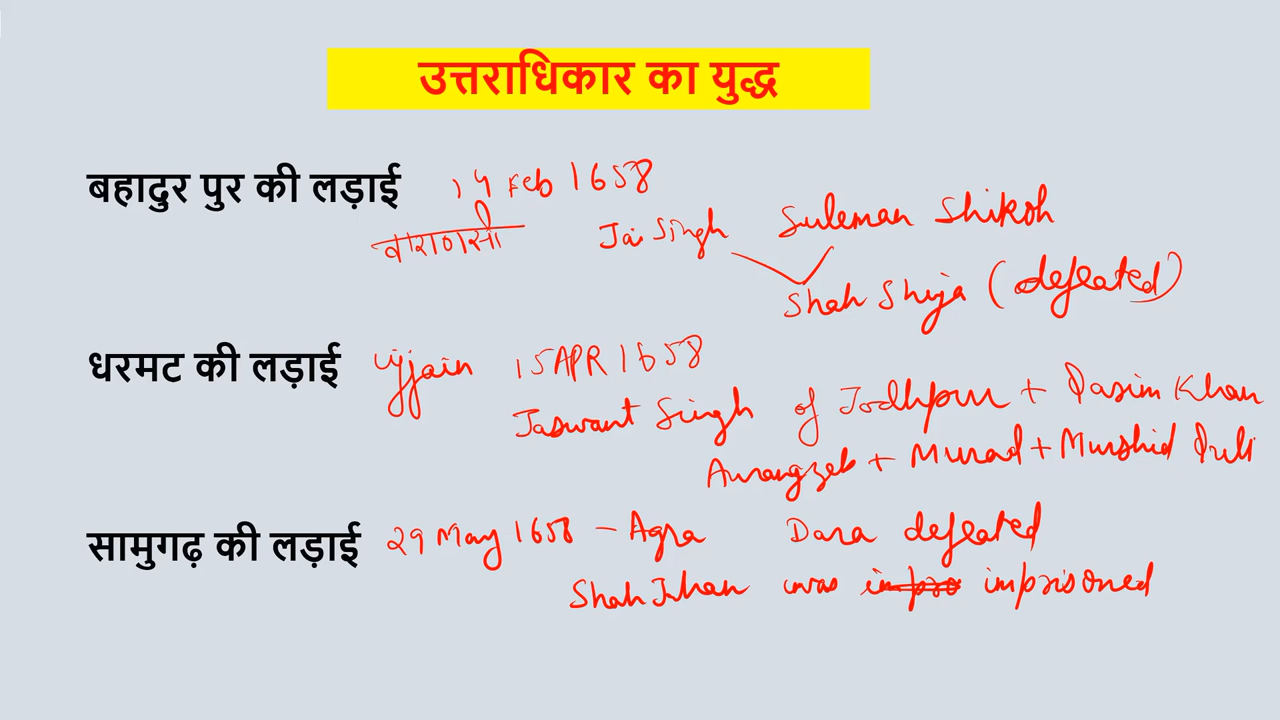 उत्तराधिकार का युद्ध
बहादुर पुर की लड़ाई 14 Feb 1658
वाराणसी Jai Singh Suleman Shikoh
Shah Shuja (defeated)
धरमट की लड़ाई Ujjain 15 APR 1658
Jaswant Singh of Jodhpur + Qasim Khan
Aurangzeb + Murad + Murshid Quli
सामुगढ़ की लड़ाई 29 May 1658 - Agra Dara defeated
Shah Jahan was imprisoned